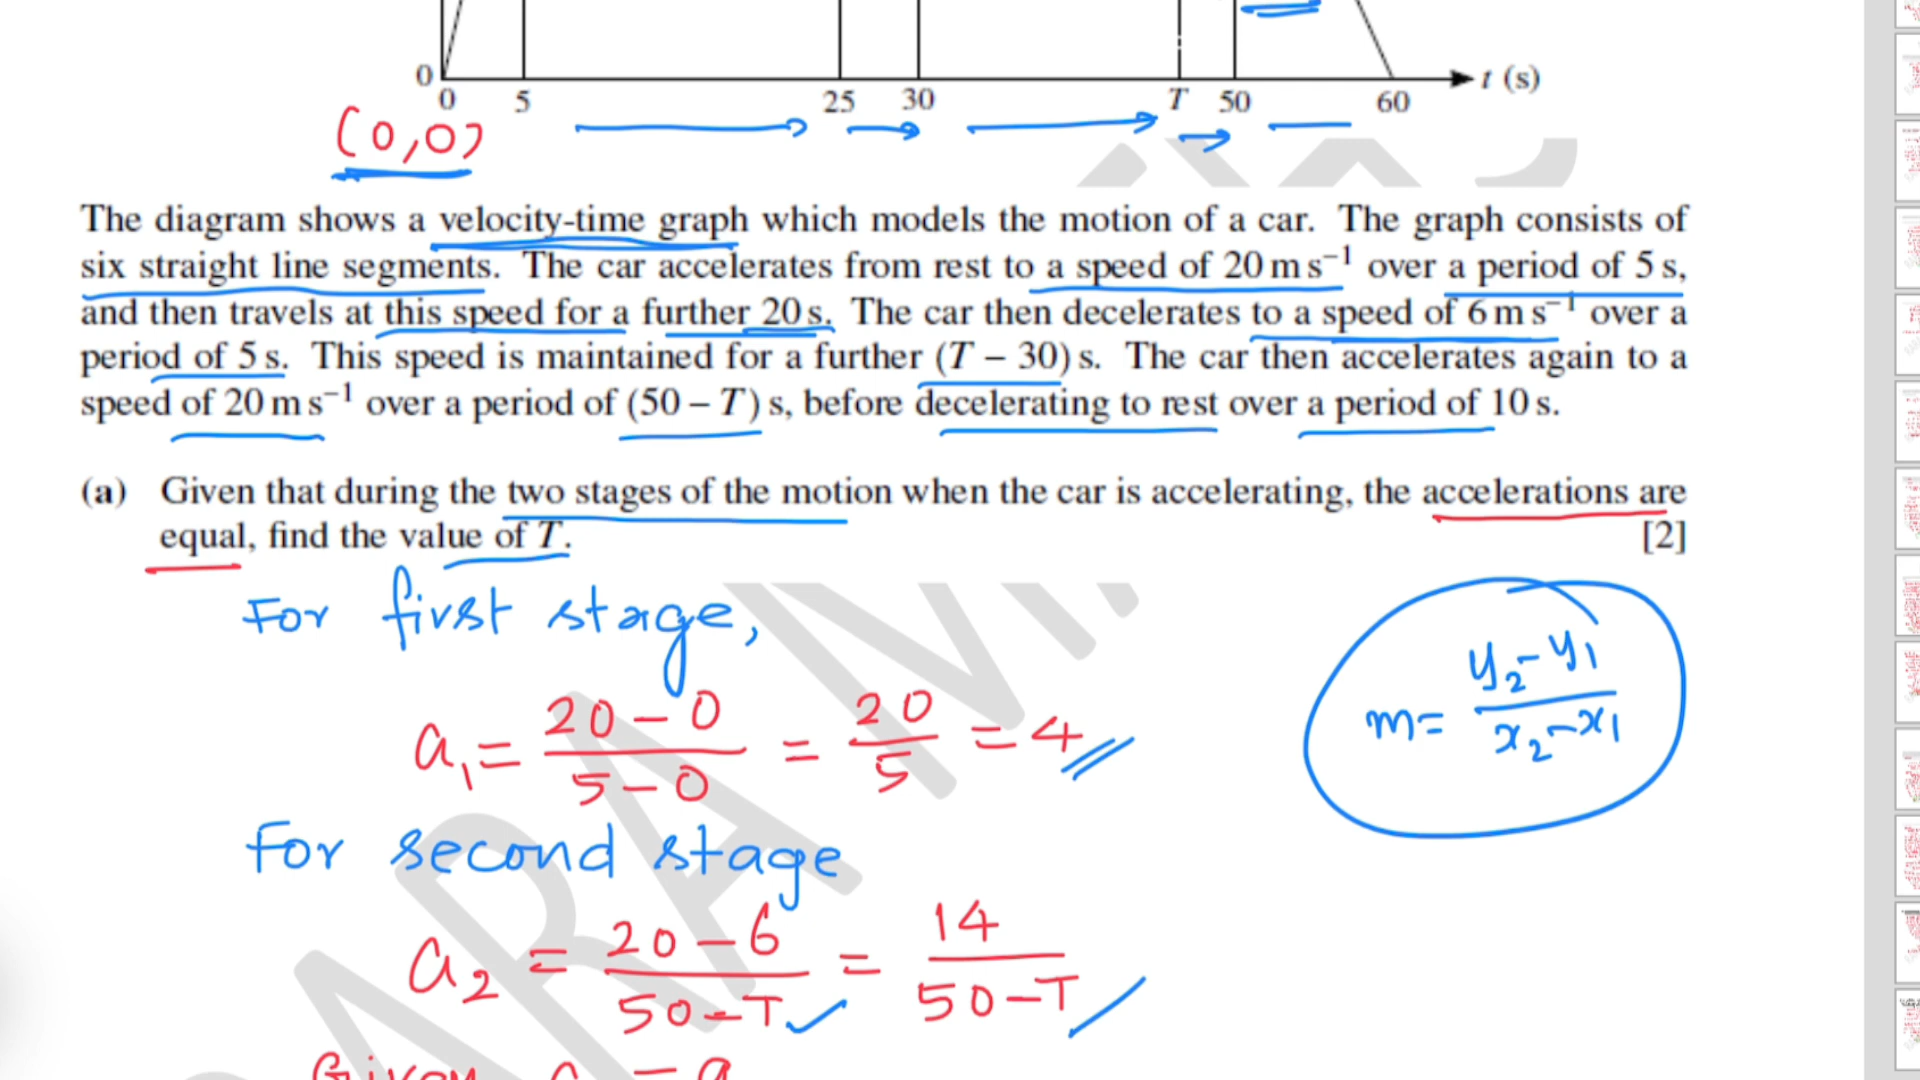 0
t (s)
0 5 25 30 T 50 60
(0,0)
The diagram shows a velocity-time graph which models the motion of a car. The graph consists of
six straight line segments. The car accelerates from rest to a speed of 20 m s⁻¹ over a period of 5 s,
and then travels at this speed for a further 20 s. The car then decelerates to a speed of 6 m s⁻¹ over a
period of 5 s. This speed is maintained for a further (T – 30) s. The car then accelerates again to a
speed of 20 m s⁻¹ over a period of (50 – T) s, before decelerating to rest over a period of 10 s.
(a) Given that during the two stages of the motion when the car is accelerating, the accelerations are
equal, find the value of T. [2]
For first stage,
a₁ = (20 – 0)/(5 – 0) = 20/5 = 4
m = (y₂ – y₁)/(x₂ – x₁)
For second stage
a₂ = (20 – 6)/(50 – T) = 14/(50 – T)
Given